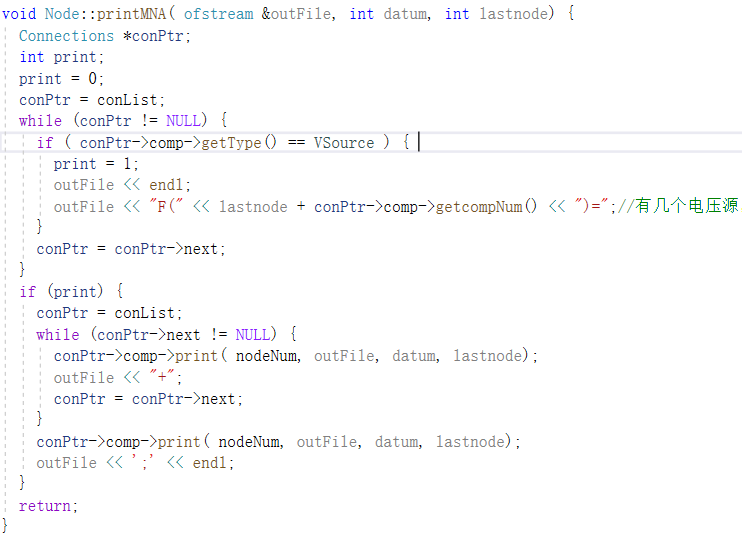 void Node::printMNA( ofstream &outFile, int datum, int lastnode) {
  Connections *conPtr;
  int print;
  print = 0;
  conPtr = conList;
  while (conPtr != NULL) {
    if ( conPtr->comp->getType() == VSource ) {
      print = 1;
      outFile << endl;
      outFile << "F(" << lastnode + conPtr->comp->getcompNum() << ")=";//有几个电压源
    }
    conPtr = conPtr->next;
  }
  if (print) {
    conPtr = conList;
    while (conPtr->next != NULL) {
      conPtr->comp->print( nodeNum, outFile, datum, lastnode);
      outFile << "+";
      conPtr = conPtr->next;
    }
    conPtr->comp->print( nodeNum, outFile, datum, lastnode);
    outFile << ';' << endl;
  }
  return;
}